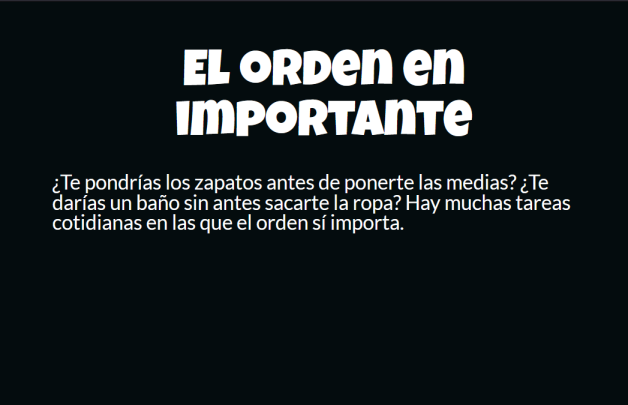 El orden en
importante
¿Te pondrías los zapatos antes de ponerte las medias? ¿Te
darías un baño sin antes sacarte la ropa? Hay muchas tareas
cotidianas en las que el orden sí importa.